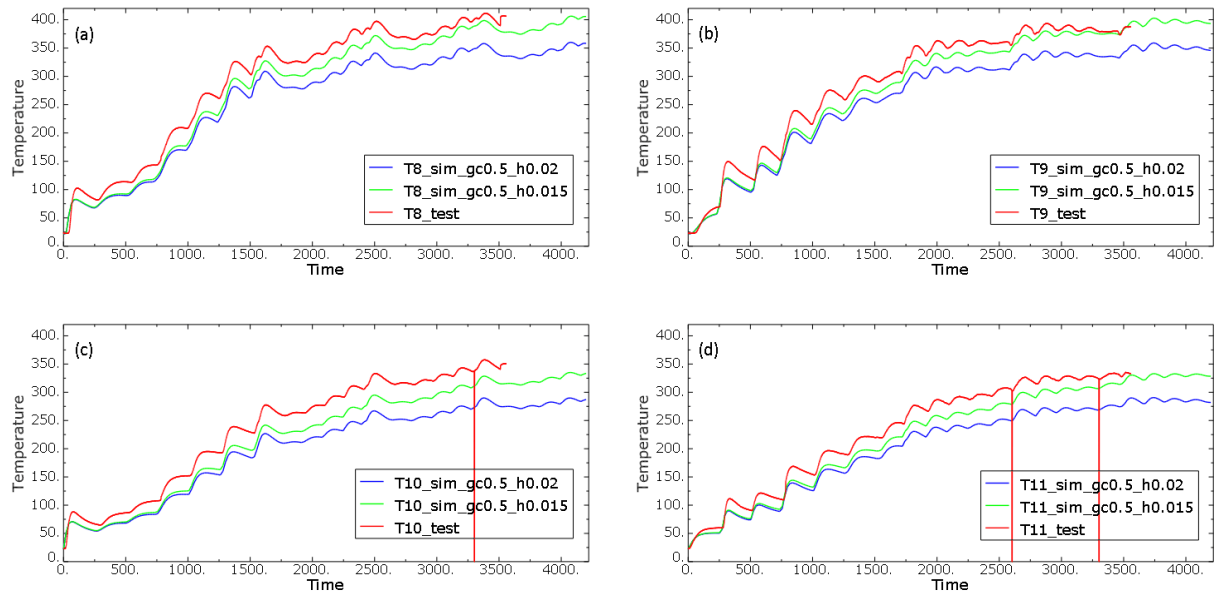 (a)
Temperature
400.
350.
300.
250.
200.
150.
100.
50.
0.
T8_sim_gc0.5_h0.02
T8_sim_gc0.5_h0.015
T8_test
0. 500. 1000. 1500. 2000. 2500. 3000. 3500. 4000.
Time
(b)
Temperature
400.
350.
300.
250.
200.
150.
100.
50.
0.
T9_sim_gc0.5_h0.02
T9_sim_gc0.5_h0.015
T9_test
0. 500. 1000. 1500. 2000. 2500. 3000. 3500. 4000.
Time
(c)
Temperature
400.
350.
300.
250.
200.
150.
100.
50.
0.
T10_sim_gc0.5_h0.02
T10_sim_gc0.5_h0.015
T10_test
0. 500. 1000. 1500. 2000. 2500. 3000. 3500. 4000.
Time
(d)
Temperature
400.
350.
300.
250.
200.
150.
100.
50.
0.
T11_sim_gc0.5_h0.02
T11_sim_gc0.5_h0.015
T11_test
0. 500. 1000. 1500. 2000. 2500. 3000. 3500. 4000.
Time